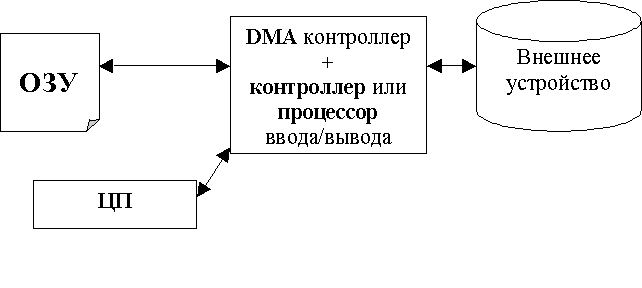 ОЗУ
DMA контроллер
+
контроллер или
процессор
ввода/вывода
Внешнее
устройство
ЦП